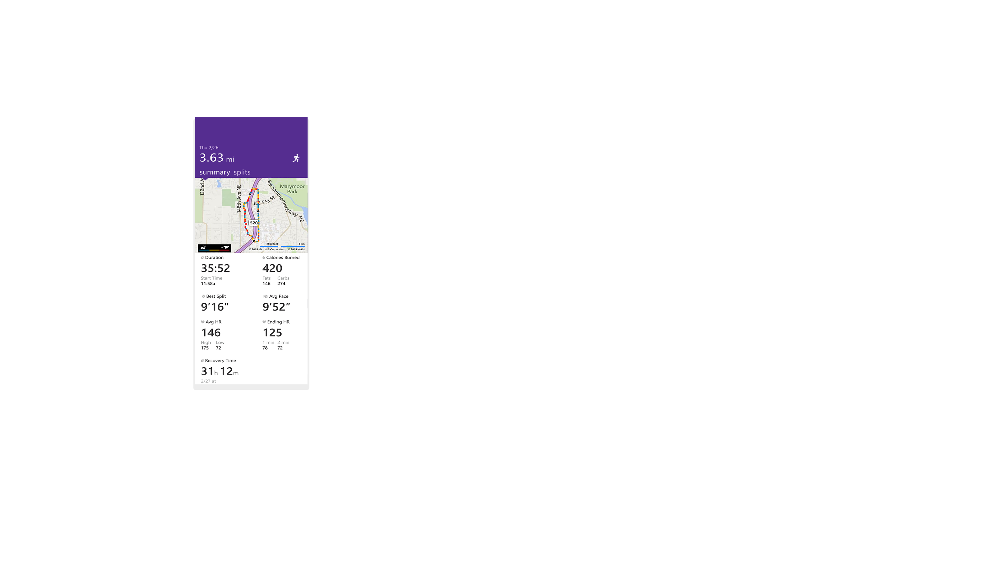 Thu 2/26
3.63 mi
summary splits
132nd A
148th Ave NE
Lake Sammamish Pkwy NE
Marymoor
Park
NE 51st St
520
2500 feet 1 km
© 2015 Microsoft Corporation © 2015 Nokia
Duration
35:52
Start Time
11:58a
Calories Burned
420
Fats Carbs
146 274
Best Split
9'16"
Avg Pace
9'52"
Avg HR
146
High Low
175 72
Ending HR
125
1 min 2 min
78 72
Recovery Time
31h 12m
2/27 at